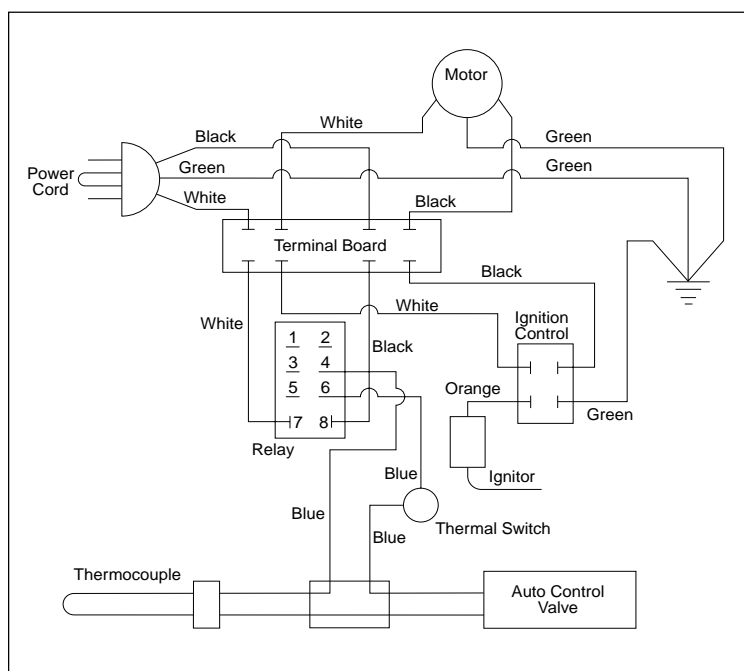 Motor
White
Green
Black
Power
Cord
Green
Green
White
Black
Terminal Board
Black
White
Ignition
Control
White
1 2
3 4
5 6
7 8
Black
Orange
Green
Relay
Ignitor
Blue
Blue
Thermal Switch
Blue
Thermocouple
Auto Control
Valve